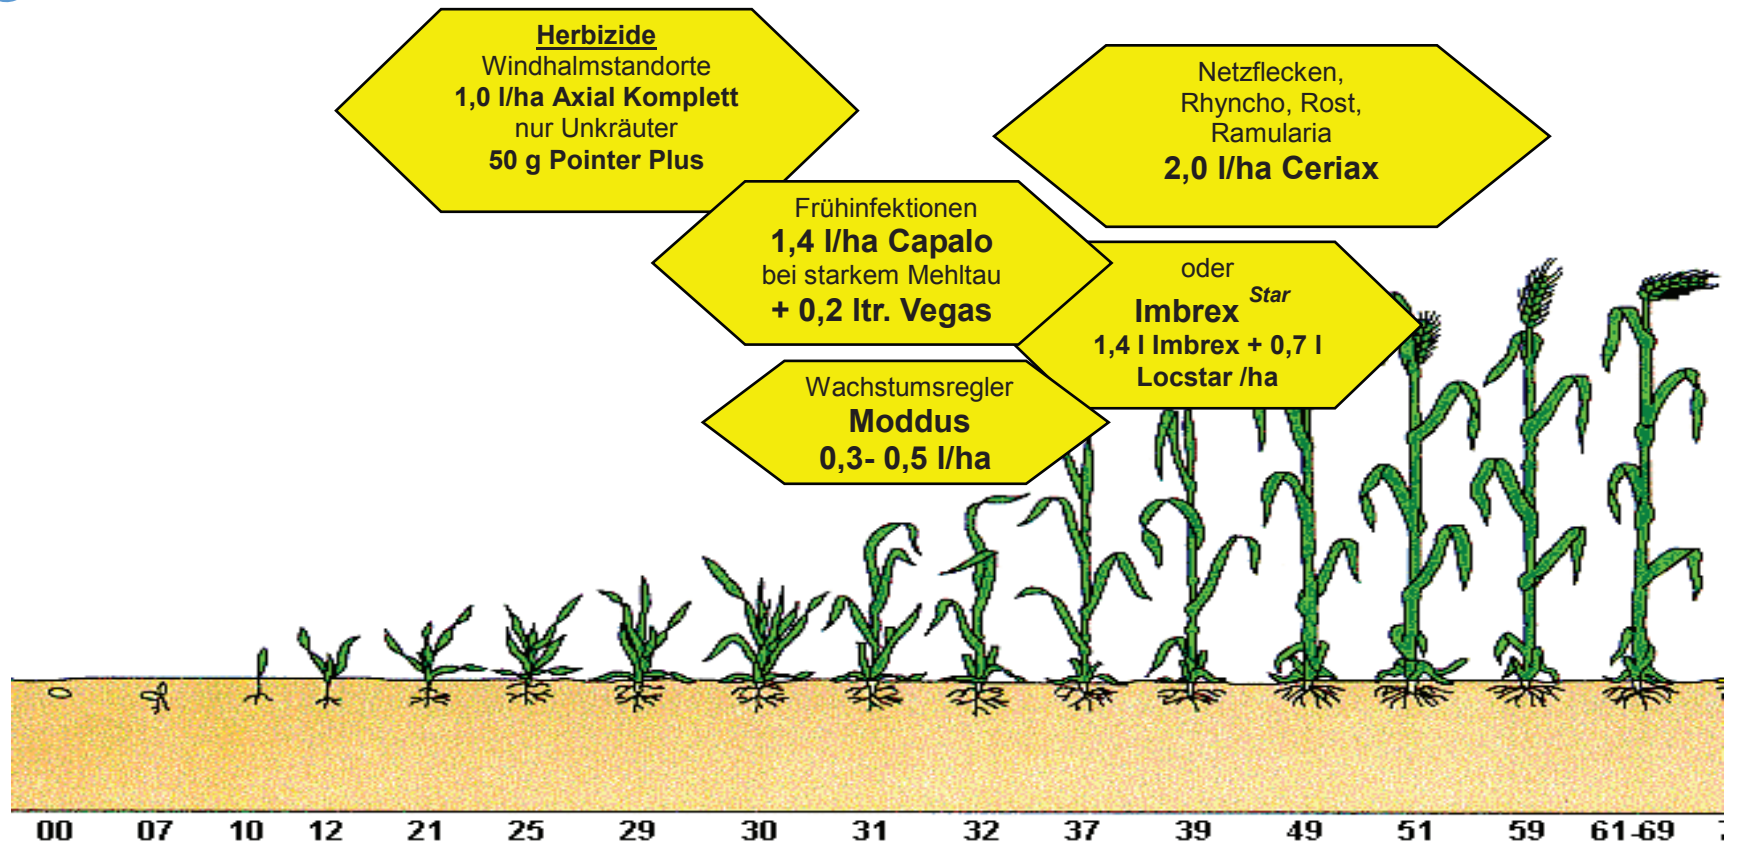 Herbizide
Windhalmstandorte
1,0 l/ha Axial Komplett
nur Unkräuter
50 g Pointer Plus
Netzflecken,
Rhyncho, Rost,
Ramularia
2,0 l/ha Ceriax
Frühinfektionen
1,4 l/ha Capalo
bei starkem Mehltau
+ 0,2 ltr. Vegas
oder
Imbrex Star
1,4 l Imbrex + 0,7 l
Locstar /ha
Wachstumsregler
Moddus
0,3- 0,5 l/ha
00 07 10 12 21 25 29 30 31 32 37 39 49 51 59 61-69